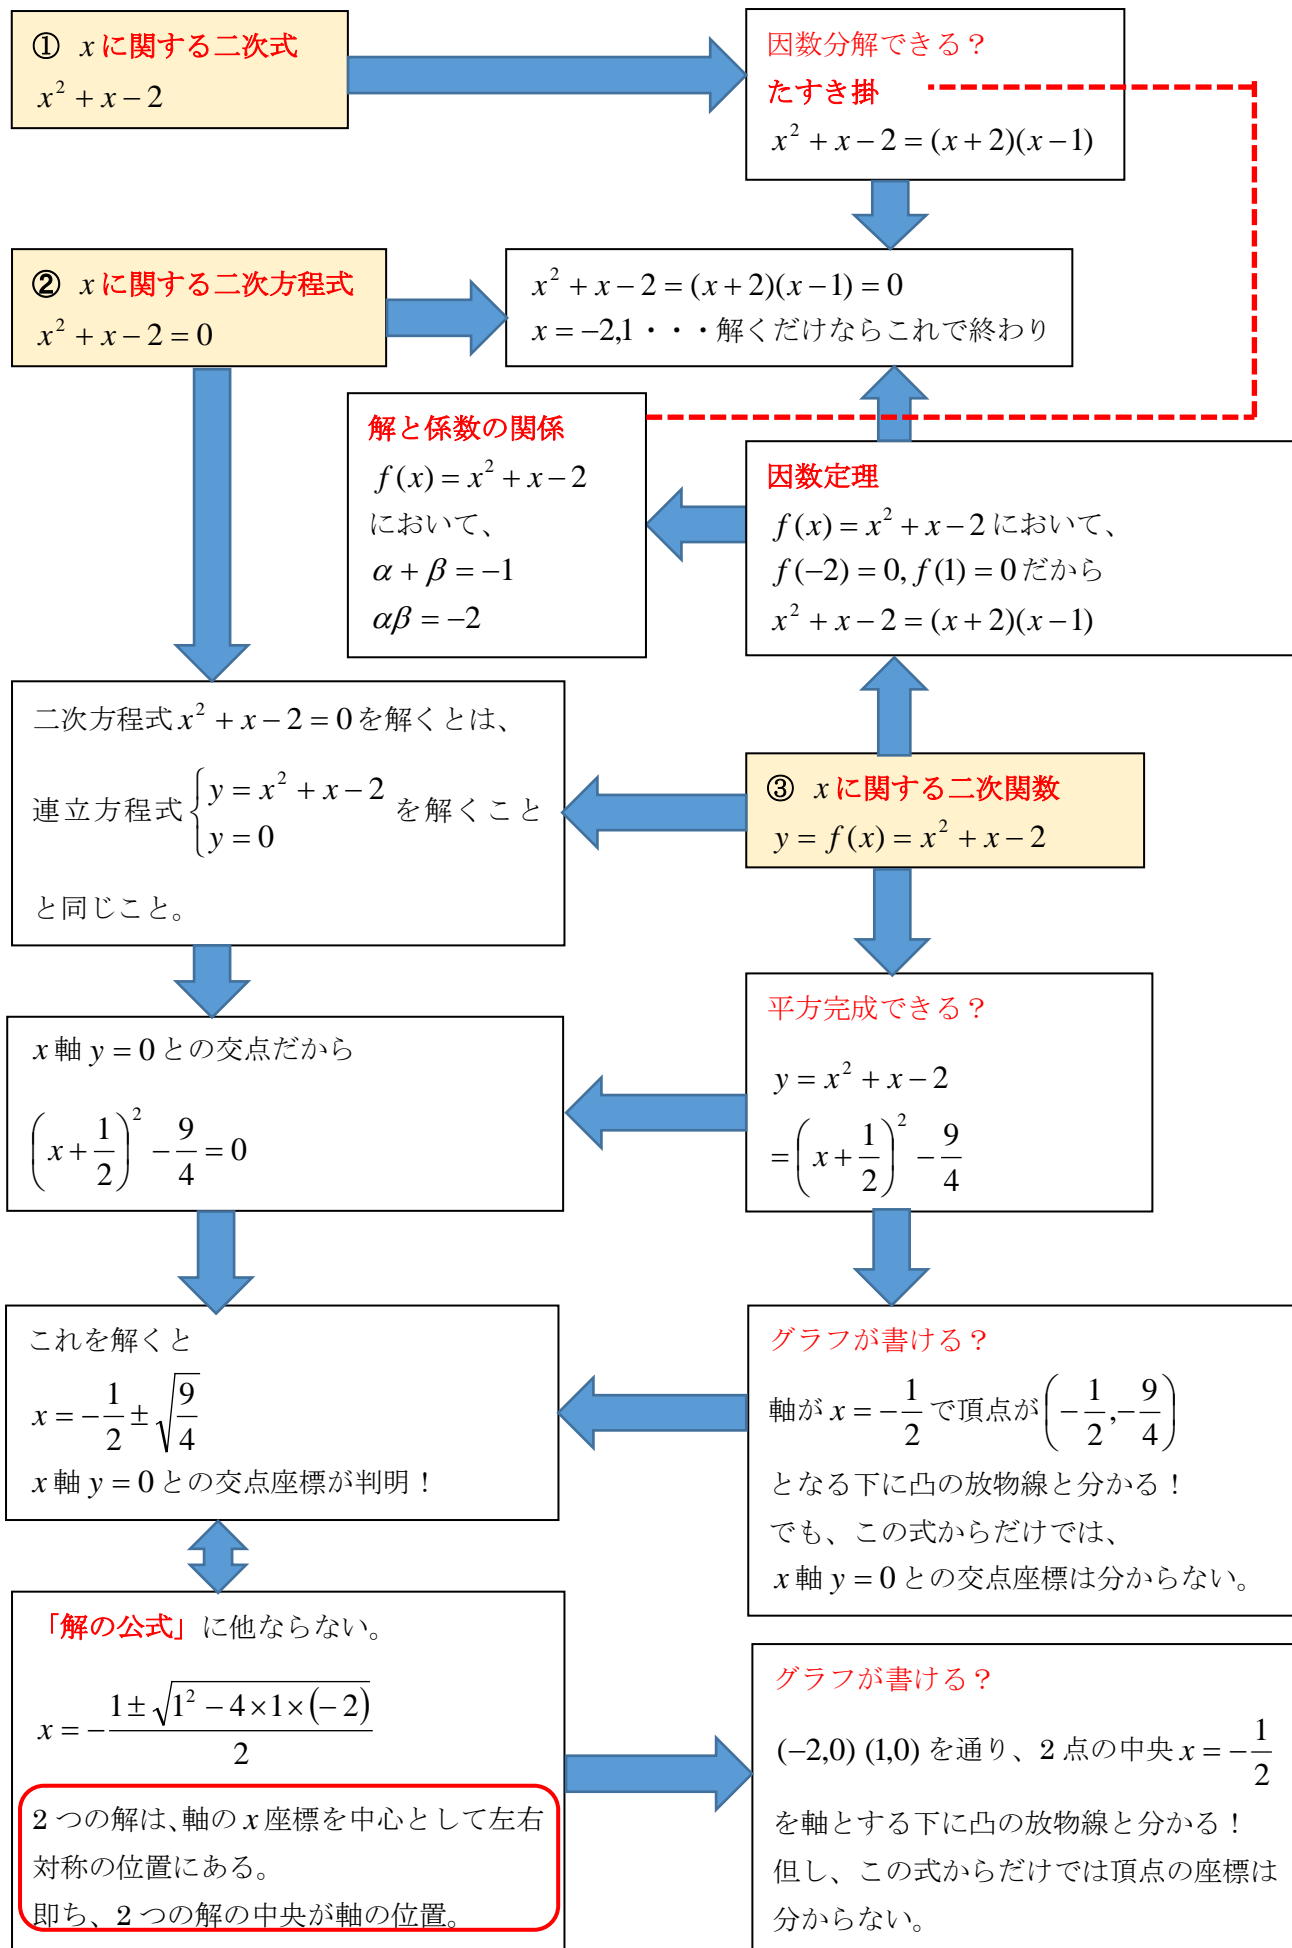 ① xに関する二次式
x² + x − 2
因数分解できる？
たすき掛
x² + x − 2 = (x + 2)(x − 1)
② xに関する二次方程式
x² + x − 2 = 0
x² + x − 2 = (x + 2)(x − 1) = 0
x = −2,1 ・・・解くだけならこれで終わり
解と係数の関係
f(x) = x² + x − 2
において、
α + β = −1
αβ = −2
因数定理
f(x) = x² + x − 2 において、
f(−2) = 0, f(1) = 0 だから
x² + x − 2 = (x + 2)(x − 1)
二次方程式 x² + x − 2 = 0 を解くとは、
連立方程式 { y = x² + x − 2
y = 0 を解くこと
と同じこと。
③ xに関する二次関数
y = f(x) = x² + x − 2
x 軸 y = 0 との交点だから
(x + 1/2)² − 9/4 = 0
平方完成できる？
y = x² + x − 2
= (x + 1/2)² − 9/4
これを解くと
x = −1/2 ± √(9/4)
x 軸 y = 0 との交点座標が判明！
グラフが書ける？
軸が x = −1/2 で頂点が (−1/2, −9/4)
となる下に凸の放物線と分かる！
でも、この式からだけでは、
x 軸 y = 0 との交点座標は分からない。
「解の公式」に他ならない。
x = −(1 ± √(1² − 4 × 1 × (−2)))/2
2 つの解は、軸の x 座標を中心として左右
対称の位置にある。
即ち、2 つの解の中央が軸の位置。
グラフが書ける？
(−2,0) (1,0) を通り、2 点の中央 x = −1/2
を軸とする下に凸の放物線と分かる！
但し、この式からだけでは頂点の座標は
分からない。